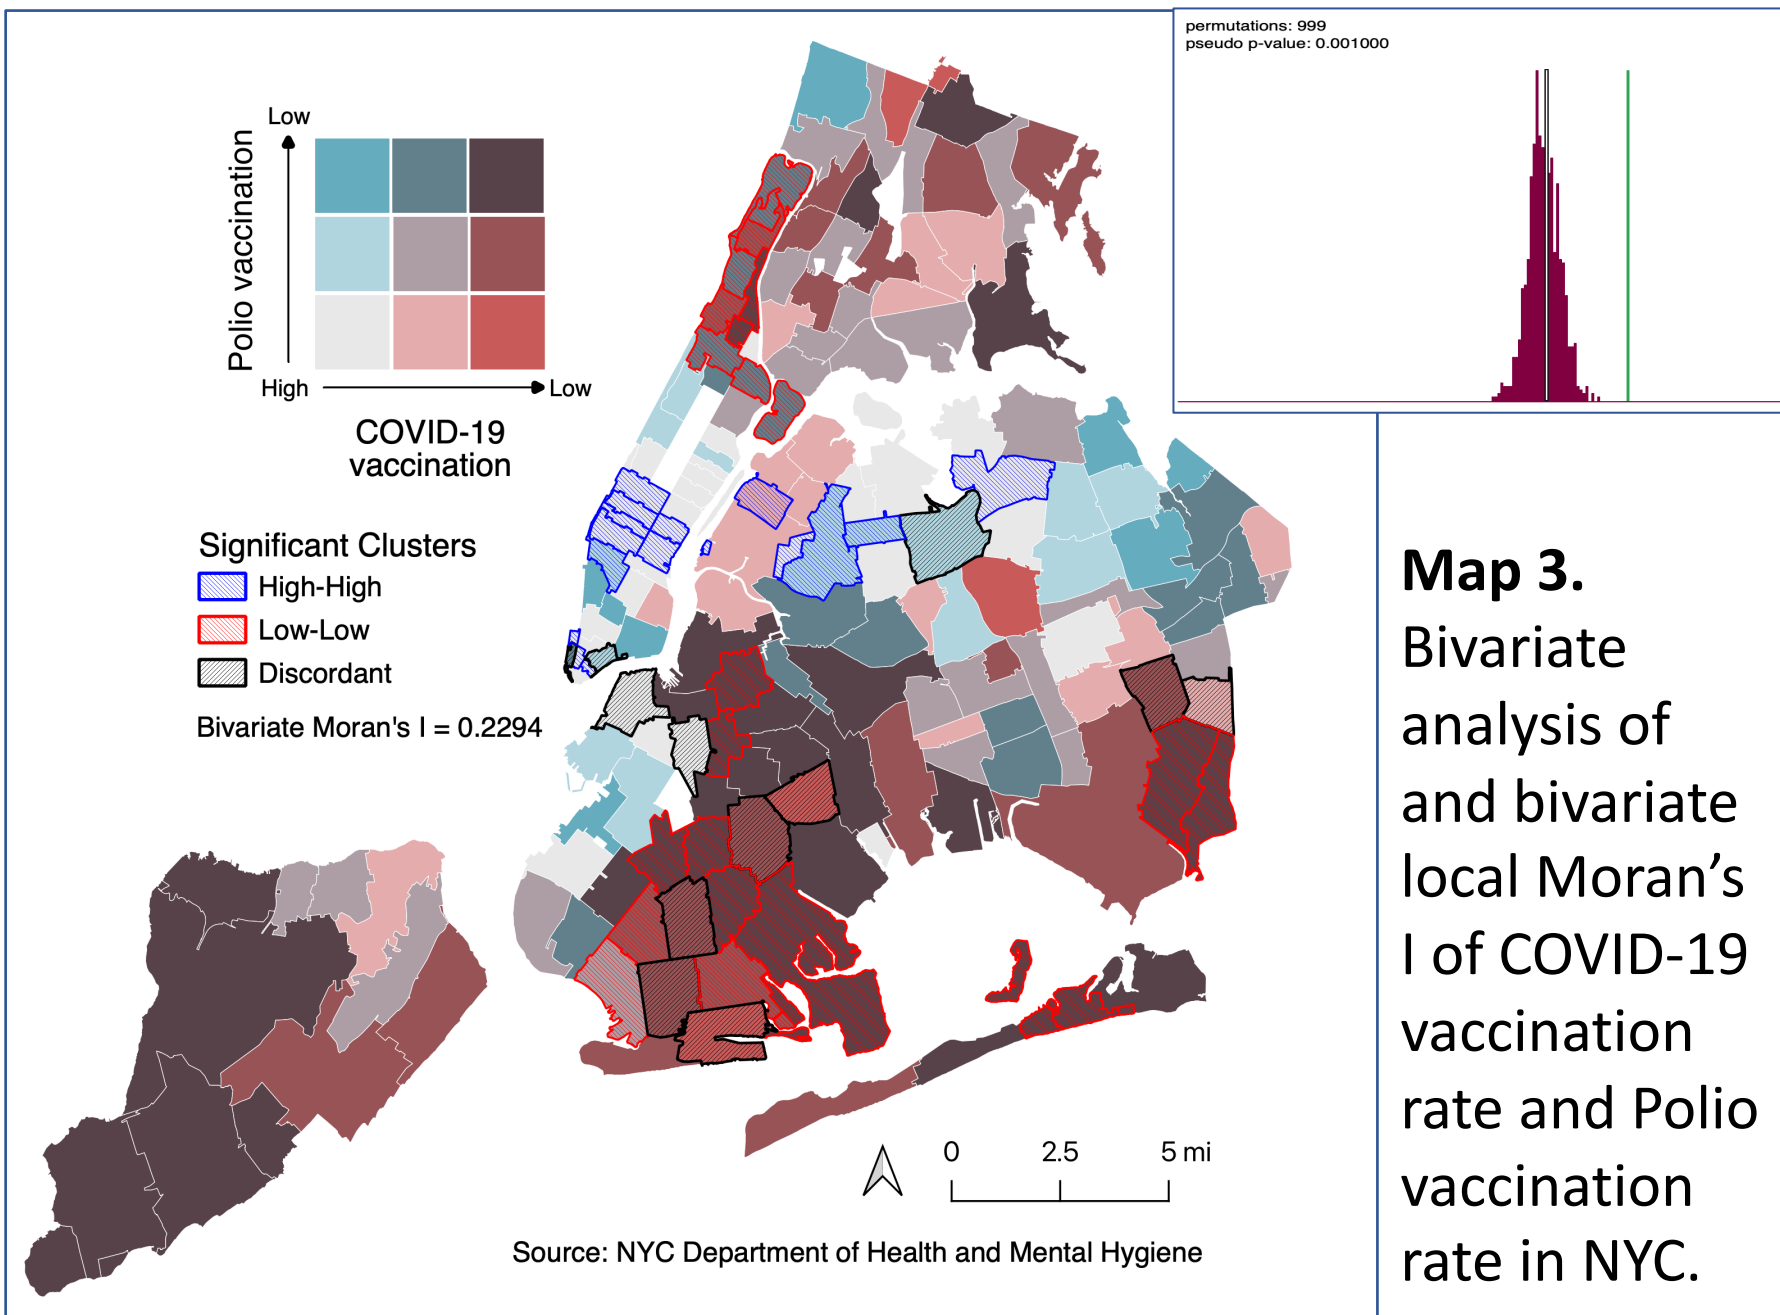 permutations: 999
pseudo p-value: 0.001000
Low
Polio vaccination
High
Low
COVID-19
vaccination
Significant Clusters
High-High
Low-Low
Discordant
Bivariate Moran's I = 0.2294
Map 3.
Bivariate
analysis of
and bivariate
local Moran’s
I of COVID-19
vaccination
rate and Polio
vaccination
rate in NYC.
0
2.5
5 mi
Source: NYC Department of Health and Mental Hygiene